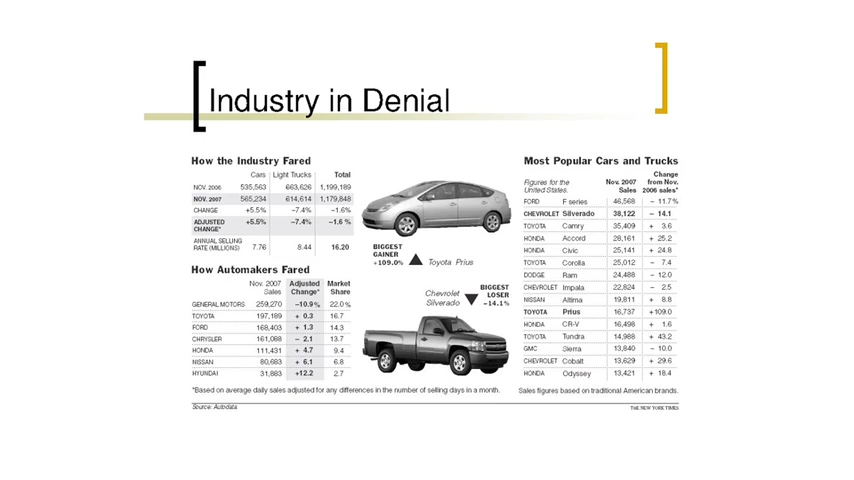 Industry in Denial
How the Industry Fared
Cars Light Trucks Total
NOV. 2006 535,563 663,626 1,199,189
NOV. 2007 565,234 614,614 1,179,848
CHANGE +5.5% –7.4% –1.6%
ADJUSTED CHANGE* +5.5% –7.4% –1.6 %
ANNUAL SELLING
RATE (MILLIONS) 7.76 8.44 16.20
How Automakers Fared
Nov. 2007 Sales Adjusted Change* Market Share
GENERAL MOTORS 259,270 –10.9 % 22.0 %
TOYOTA 197,189 + 0.3 16.7
FORD 168,403 + 1.3 14.3
CHRYSLER 161,088 – 2.1 13.7
HONDA 111,431 + 4.7 9.4
NISSAN 80,683 + 6.1 6.8
HYUNDAI 31,883 +12.2 2.7
BIGGEST
GAINER
+109.0% Toyota Prius
Chevrolet
Silverado
BIGGEST
LOSER
–14.1%
Most Popular Cars and Trucks
Figures for the United States. Nov. 2007 Sales Change from Nov. 2006 sales*
FORD F series 46,568 – 11.7 %
CHEVROLET Silverado 38,122 – 14.1
TOYOTA Camry 35,409 + 3.6
HONDA Accord 28,161 + 25.2
HONDA Civic 25,141 + 24.8
TOYOTA Corolla 25,012 – 7.4
DODGE Ram 24,488 – 12.0
CHEVROLET Impala 22,824 – 2.5
NISSAN Altima 19,811 + 8.8
TOYOTA Prius 16,737 +109.0
HONDA CR-V 16,498 + 1.6
TOYOTA Tundra 14,988 + 43.2
GMC Sierra 13,840 – 10.0
CHEVROLET Cobalt 13,629 + 29.6
HONDA Odyssey 13,421 + 18.4
*Based on average daily sales adjusted for any differences in the number of selling days in a month.
Sales figures based on traditional American brands.
Source: Autodata
THE NEW YORK TIMES